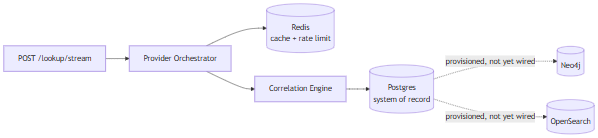 POST /lookup/stream
Provider Orchestrator
Redis
cache + rate limit
Correlation Engine
Postgres
system of record
provisioned, not yet wired
Neo4j
provisioned, not yet wired
OpenSearch